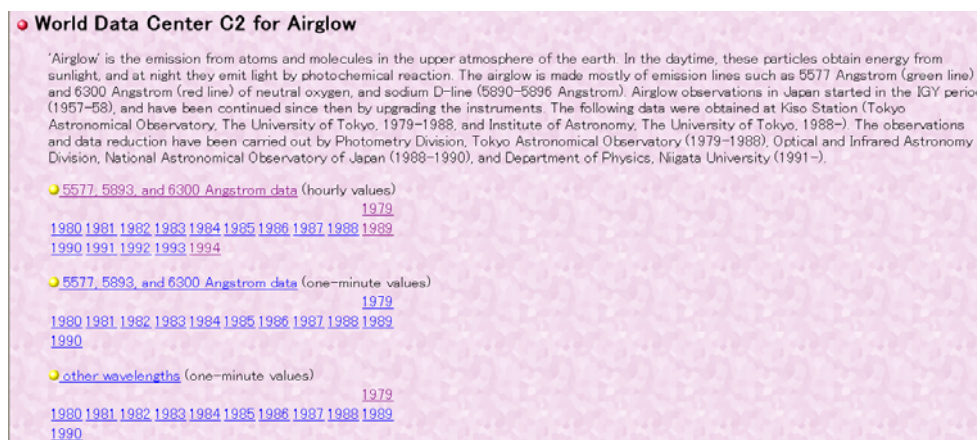 World Data Center C2 for Airglow
'Airglow' is the emission from atoms and molecules in the upper atmosphere of the earth. In the daytime, these particles obtain energy from
sunlight, and at night they emit light by photochemical reaction. The airglow is made mostly of emission lines such as 5577 Angstrom (green line)
and 6300 Angstrom (red line) of neutral oxygen, and sodium D-line (5890-5896 Angstrom). Airglow observations in Japan started in the IGY perio
(1957-58), and have been continued since then by upgrading the instruments. The following data were obtained at Kiso Station (Tokyo
Astronomical Observatory, The University of Tokyo, 1979-1988, and Institute of Astronomy, The University of Tokyo, 1988-). The observations
and data reduction have been carried out by Photometry Division, Tokyo Astronomical Observatory (1979-1988), Optical and Infrared Astronomy
Division, National Astronomical Observatory of Japan (1988-1990), and Department of Physics, Niigata University (1991-).
5577, 5893, and 6300 Angstrom data (hourly values)
1979
1980 1981 1982 1983 1984 1985 1986 1987 1988 1989
1990 1991 1992 1993 1994
5577, 5893, and 6300 Angstrom data (one-minute values)
1979
1980 1981 1982 1983 1984 1985 1986 1987 1988 1989
1990
other wavelengths (one-minute values)
1979
1980 1981 1982 1983 1984 1985 1986 1987 1988 1989
1990